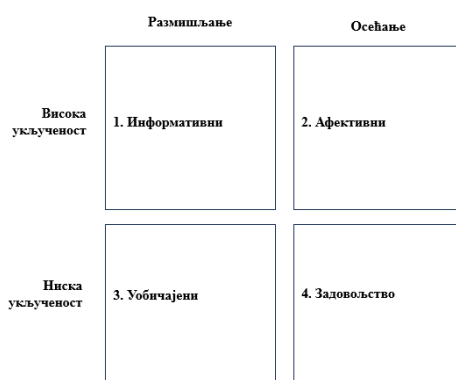 Размишљање
Осећање
Висока
укљученост
1. Информативни
2. Афективни
Ниска
укљученост
3. Уобичајени
4. Задовољство